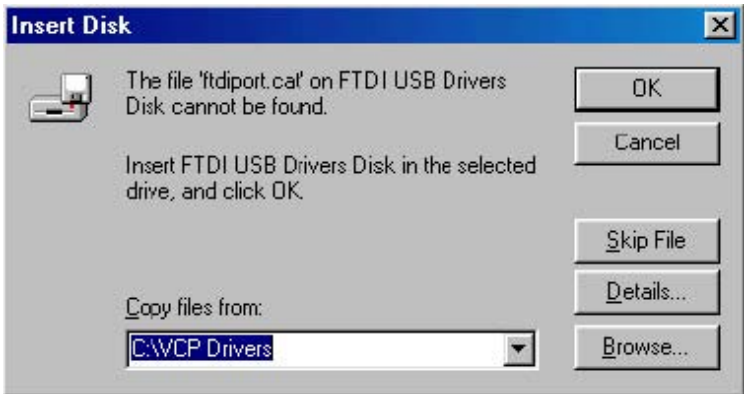 Insert Disk
The file 'ftdiport.cat' on FTDI USB Drivers
Disk cannot be found.
Insert FTDI USB Drivers Disk in the selected
drive, and click OK.
Copy files from:
C:\VCP Drivers
OK
Cancel
Skip File
Details...
Browse...